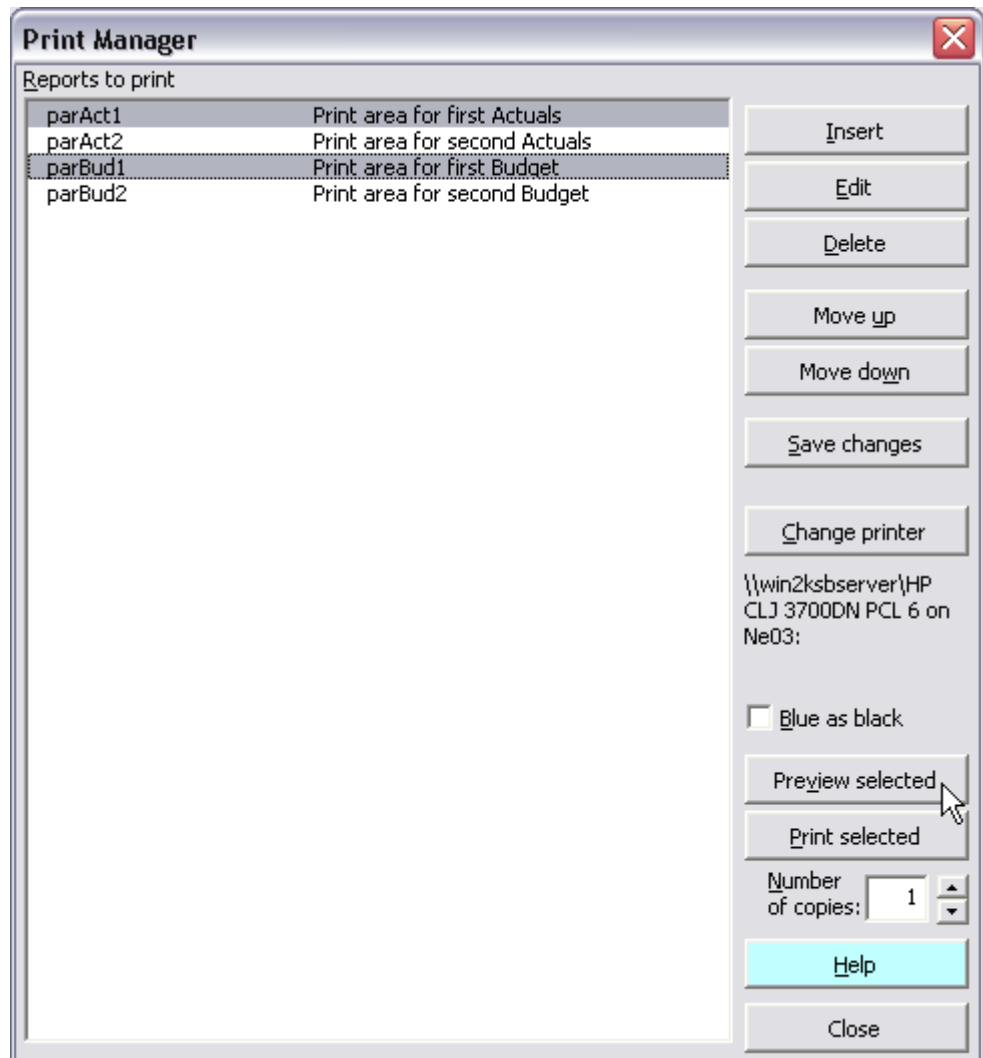 Print Manager
Reports to print
parAct1 Print area for first Actuals
parAct2 Print area for second Actuals
parBud1 Print area for first Budget
parBud2 Print area for second Budget
Insert
Edit
Delete
Move up
Move down
Save changes
Change printer
\\win2ksbserver\HP
CLJ 3700DN PCL 6 on
Ne03:
Blue as black
Preview selected
Print selected
Number
of copies: 1
Help
Close